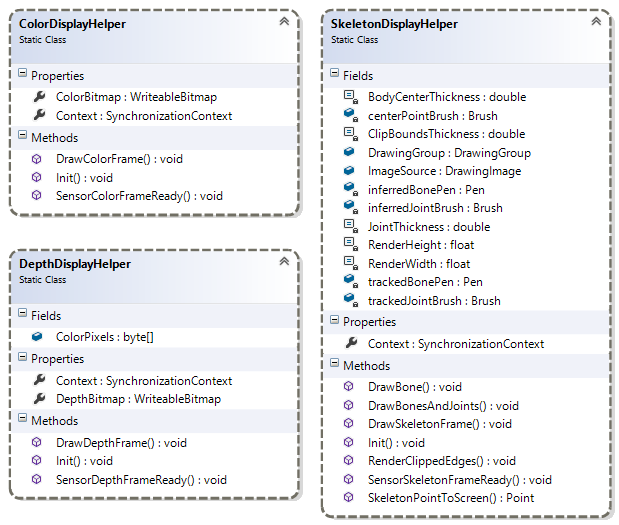 ColorDisplayHelper
Static Class
Properties
ColorBitmap : WriteableBitmap
Context : SynchronizationContext
Methods
DrawColorFrame() : void
Init() : void
SensorColorFrameReady() : void
DepthDisplayHelper
Static Class
Fields
ColorPixels : byte[]
Properties
Context : SynchronizationContext
DepthBitmap : WriteableBitmap
Methods
DrawDepthFrame() : void
Init() : void
SensorDepthFrameReady() : void
SkeletonDisplayHelper
Static Class
Fields
BodyCenterThickness : double
centerPointBrush : Brush
ClipBoundsThickness : double
DrawingGroup : DrawingGroup
ImageSource : DrawingImage
inferredBonePen : Pen
inferredJointBrush : Brush
JointThickness : double
RenderHeight : float
RenderWidth : float
trackedBonePen : Pen
trackedJointBrush : Brush
Properties
Context : SynchronizationContext
Methods
DrawBone() : void
DrawBonesAndJoints() : void
DrawSkeletonFrame() : void
Init() : void
RenderClippedEdges() : void
SensorSkeletonFrameReady() : void
SkeletonPointToScreen() : Point